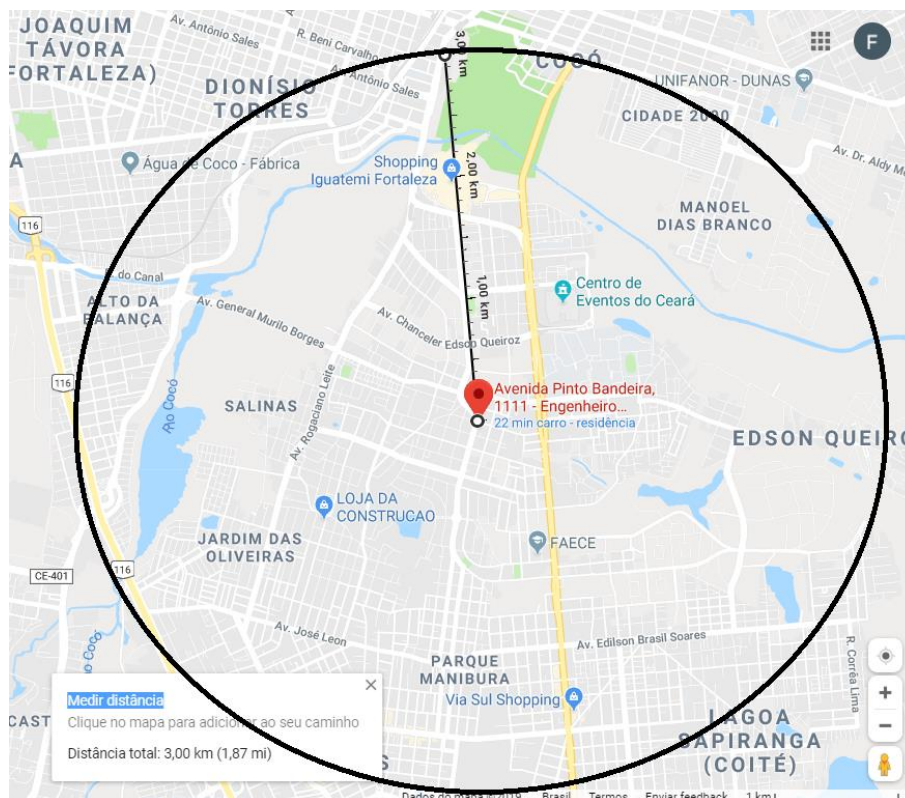 JOAQUIM
TÁVORA
(FORTALEZA)
Av. Antônio Sales
R. Beni Carvalho
Av. Antônio Sales
3,00 km
COCÓ
F
DIONÍSIO
TORRES
UNIFANOR - DUNAS
CIDADE 2000
Av. Dr. Aldy
Água de Coco - Fábrica
Shopping
Iguatemi Fortaleza
2,00 km
MANOEL
DIAS BRANCO
116
do Canal
ALTO DA
BALANÇA
Av. General Murilo Borges
1,00 km
Centro de
Eventos do Ceará
Av. Chanceler Edson Queiroz
116
Rio Cocó
SALINAS
Av. Rogaciano Leite
Avenida Pinto Bandeira,
1111 - Engenheiro...
22 min carro - residência
EDSON QUEIRO
LOJA DA
CONSTRUCAO
JARDIM DAS
OLIVEIRAS
FAECE
CE-401
116
Cocó
Av. José Leon
Av. Edilson Brasil Soares
R. Corrêa Lima
PARQUE
MANIBURA
Via Sul Shopping
Medir distância
Clique no mapa para adicionar ao seu caminho
Distância total: 3,00 km (1,87 mi)
CAST
S
LAGOA
SAPIRANGA
(COITÉ)
Dados do mapa ©2019 Brasil Termos Enviar feedback 1 km